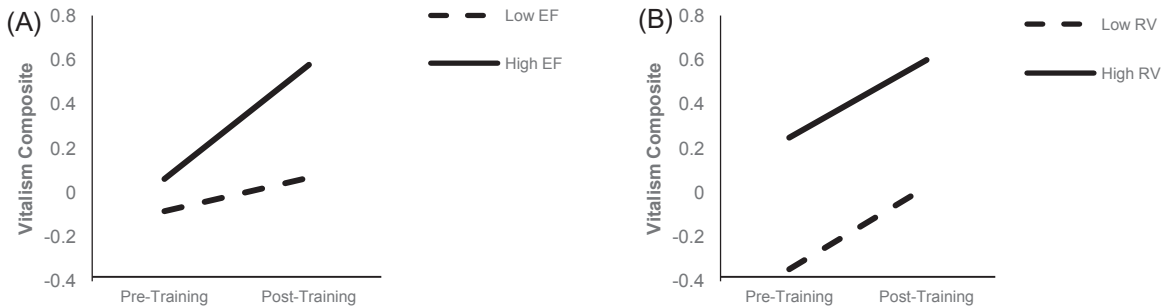 (A)
Vitalism Composite
0.8
0.6
0.4
0.2
0
-0.2
-0.4
Pre-Training Post-Training
Low EF
High EF
(B)
Vitalism Composite
0.8
0.6
0.4
0.2
0
-0.2
-0.4
Pre-Training Post-Training
Low RV
High RV